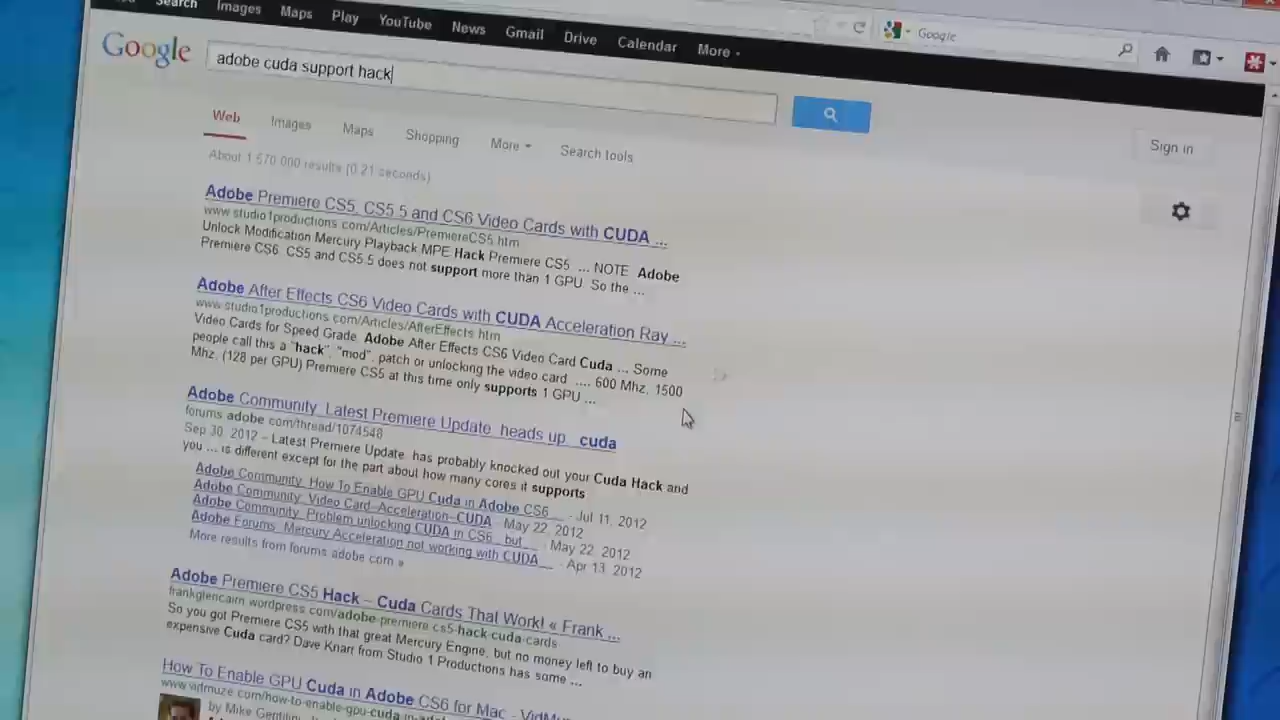 Search Images Maps Play YouTube News Gmail Drive Calendar More
Google
Google
adobe cuda support hack
Web Images Maps Shopping More Search tools
Sign in
About 1,570,000 results (0.21 seconds)
Adobe Premiere CS5, CS5.5 and CS6 Video Cards with CUDA ...
www.studio1productions.com/Articles/PremiereCS5.htm
Unlock Modification Mercury Playback MPE Hack Premiere CS5 ... NOTE Adobe
Premiere CS6 CS5 and CS5.5 does not support more than 1 GPU. So the ...
Adobe After Effects CS6 Video Cards with CUDA Acceleration Ray ...
www.studio1productions.com/Articles/AfterEffects.htm
Video Cards for Speed Grade. Adobe After Effects CS6 Video Card Cuda ... Some
people call this a "hack", "mod", patch or unlocking the video card .... 600 Mhz, 1500
Mhz, (128 per GPU) Premiere CS5 at this time only supports 1 GPU ...
Adobe Community: Latest Premiere Update, heads up...cuda
forums.adobe.com/thread/1074548
Sep 30, 2012 – Latest Premiere Update has probably knocked out your Cuda Hack and
you ... is different except for the part about how many cores it supports
Adobe Community: How To Enable GPU Cuda in Adobe CS6 ... - Jul 11, 2012
Adobe Community: Video Card-Acceleration-CUDA - May 22, 2012
Adobe Community: Problem unlocking CUDA in CS6, but ... - May 22, 2012
Adobe Forums: Mercury Acceleration not working with CUDA ... - Apr 13, 2012
More results from forums.adobe.com »
Adobe Premiere CS5 Hack – Cuda Cards That Work! « Frank ...
frankglencairn.wordpress.com/adobe-premiere-cs5-hack-cuda-cards
So you got Premiere CS5 with that great Mercury Engine, but no money left to buy an
expensive Cuda card? Dave Knarr from Studio 1 Productions has some ...
How To Enable GPU Cuda in Adobe CS6 for Mac - VidMuze
www.vidmuze.com/how-to-enable-gpu-cuda-in-
by Mike